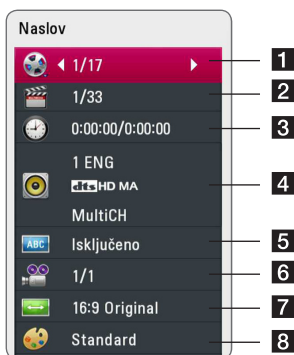 Naslov
1/17
1
1/33
2
0:00:00/0:00:00
3
1 ENG
dts HD MA
MultiCH
4
ABC
Isključeno
5
1/1
6
16:9 Original
7
Standard
8